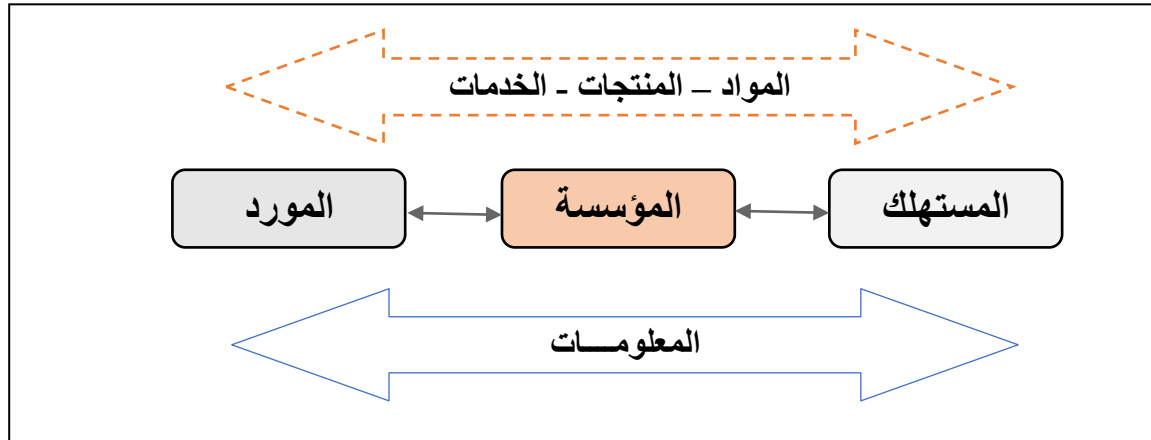 المواد – المنتجات - الخدمات
المستهلك
المؤسسة
المورد
المعلومـــات